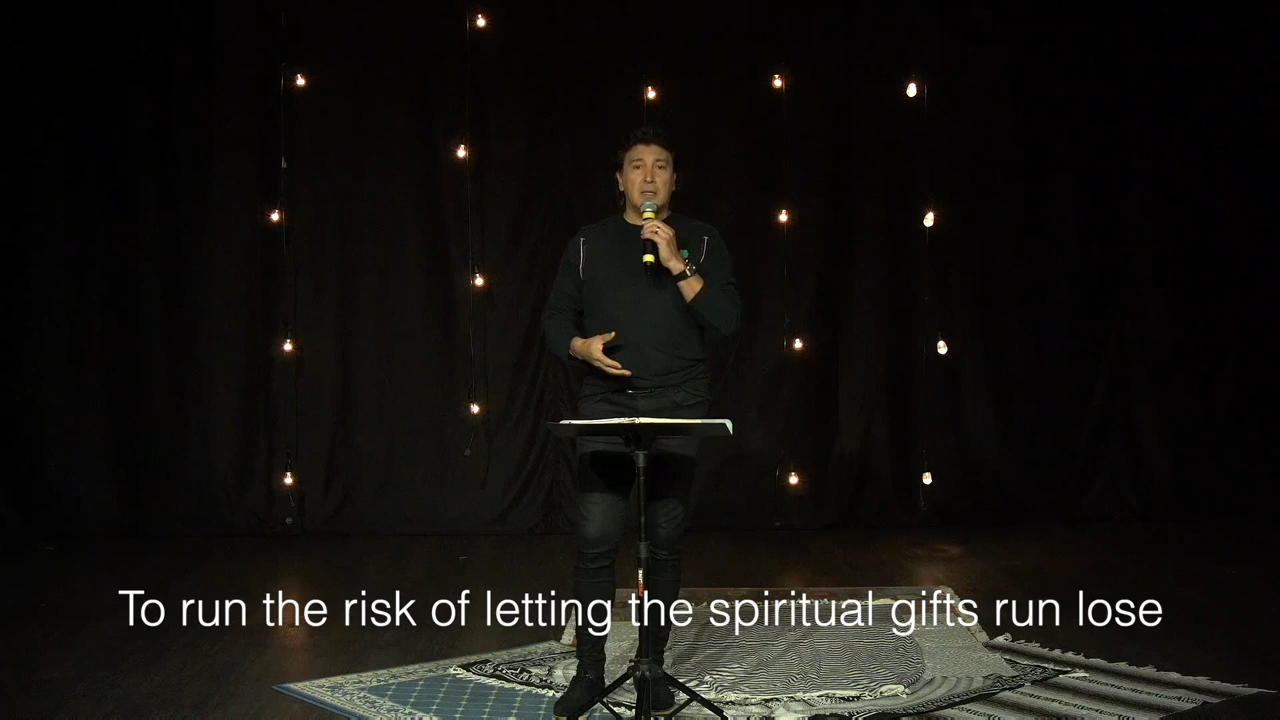 To run the risk of letting the spiritual gifts run lose